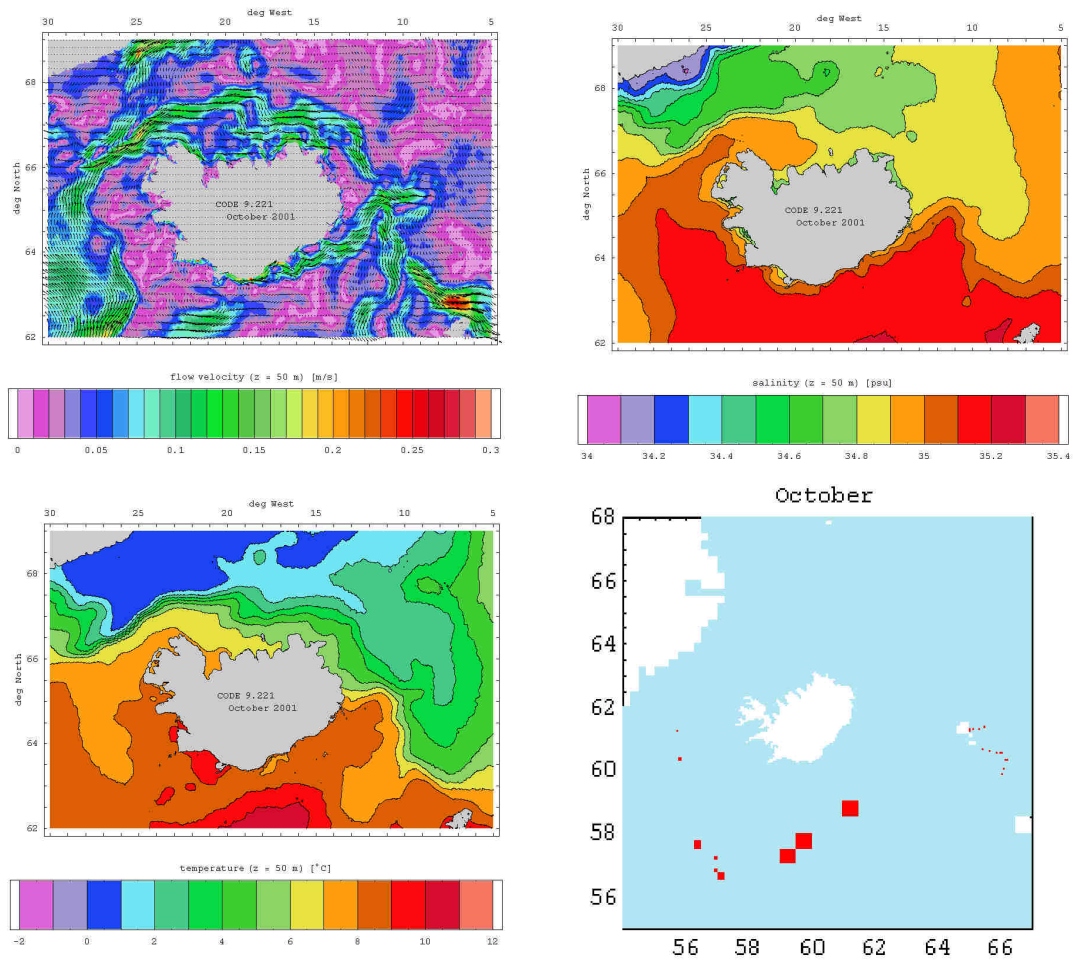 deg West
30 25 20 15 10 5
68
66
64
62
deg North
CODE 9.221
October 2001
flow velocity (z = 50 m) [m/s]
0 0.05 0.1 0.15 0.2 0.25 0.3
deg West
30 25 20 15 10 5
68
66
64
62
deg North
CODE 9.221
October 2001
salinity (z = 50 m) [psu]
34 34.2 34.4 34.6 34.8 35 35.2 35.4
deg West
30 25 20 15 10 5
68
66
64
62
deg North
CODE 9.221
October 2001
temperature (z = 50 m) [°C]
-2 0 2 4 6 8 10 12
October
68
66
64
62
60
58
56
56 58 60 62 64 66